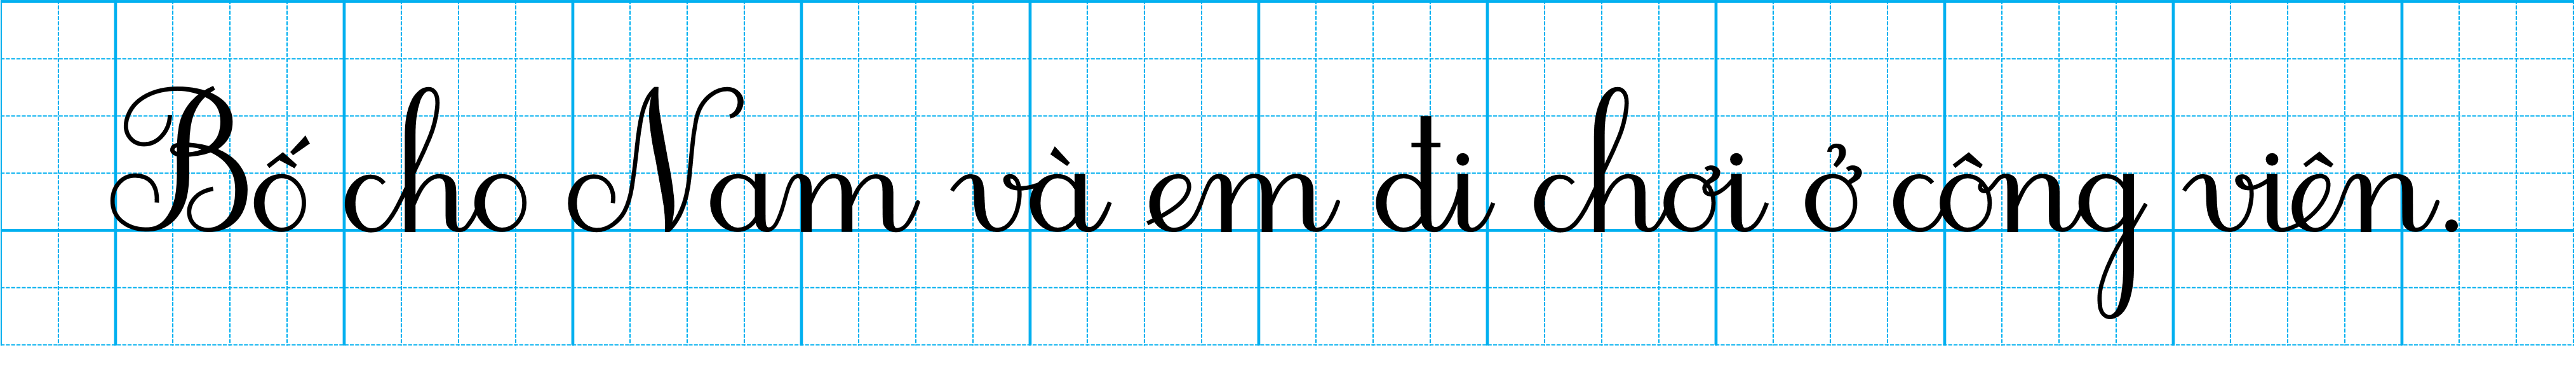 Bố cho Nam và em đi chơi ở công viên.